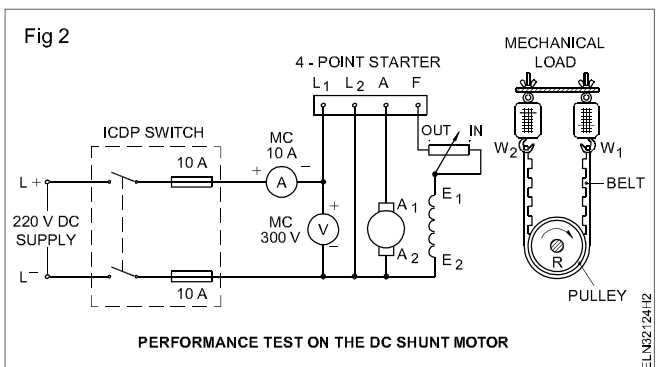 Fig 2
4 - POINT STARTER
L1 L2 A F
MECHANICAL
LOAD
ICDP SWITCH
OUT IN
10 A
MC
10 A
+ -
A
L +
220 V DC
SUPPLY
L-
MC
300 V
+
V
-
A1
A2
E1
E2
10 A
W2 W1
BELT
R
PULLEY
PERFORMANCE TEST ON THE DC SHUNT MOTOR
ELN32124H2